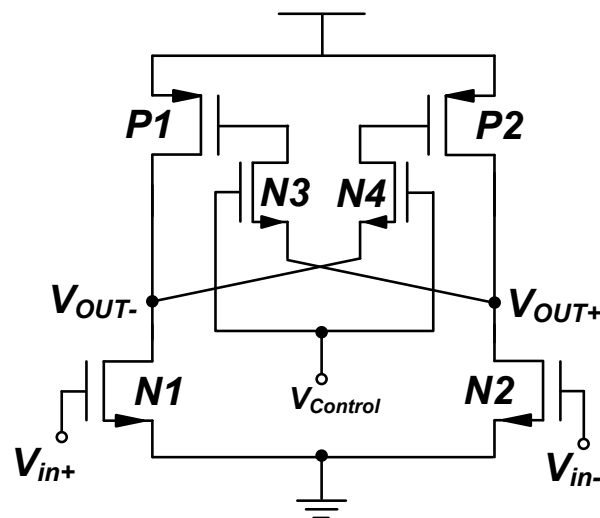 P1
P2
N3
N4
VOUT-
VOUT+
N1
N2
VControl
Vin+
Vin-